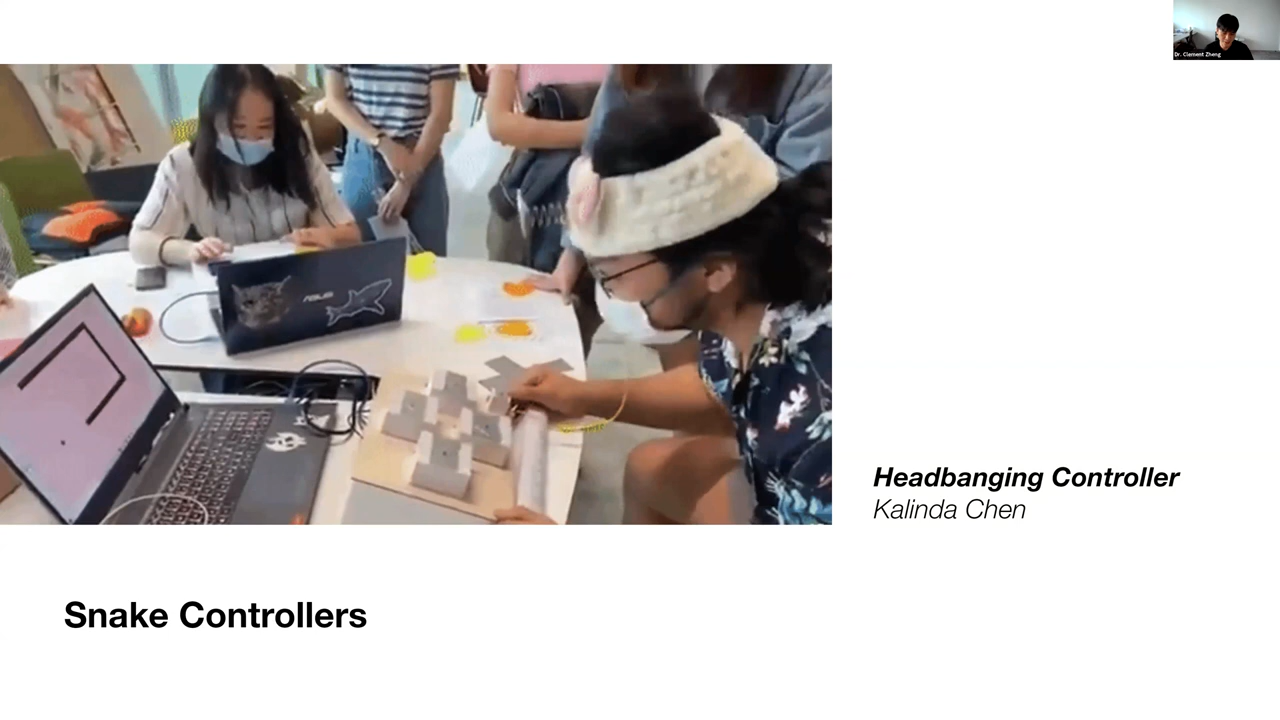 Dr. Clement Zheng
ASUS
Headbanging Controller
Kalinda Chen
Snake Controllers